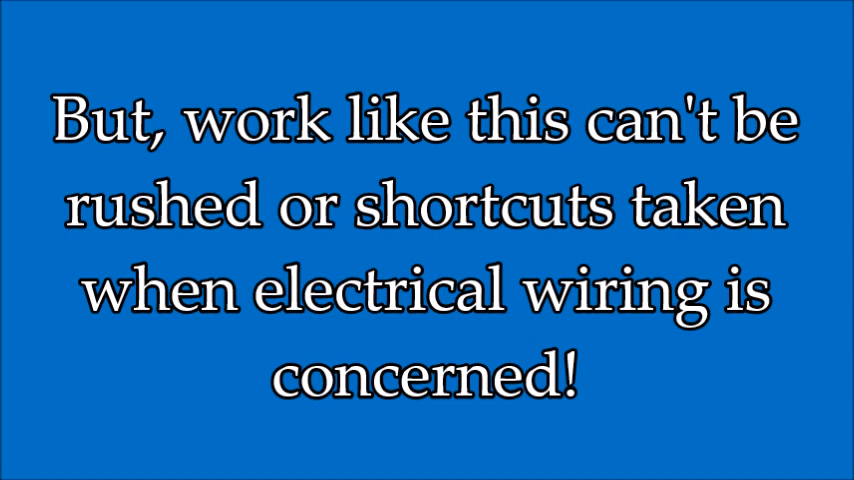 But, work like this can't be
rushed or shortcuts taken
when electrical wiring is
concerned!